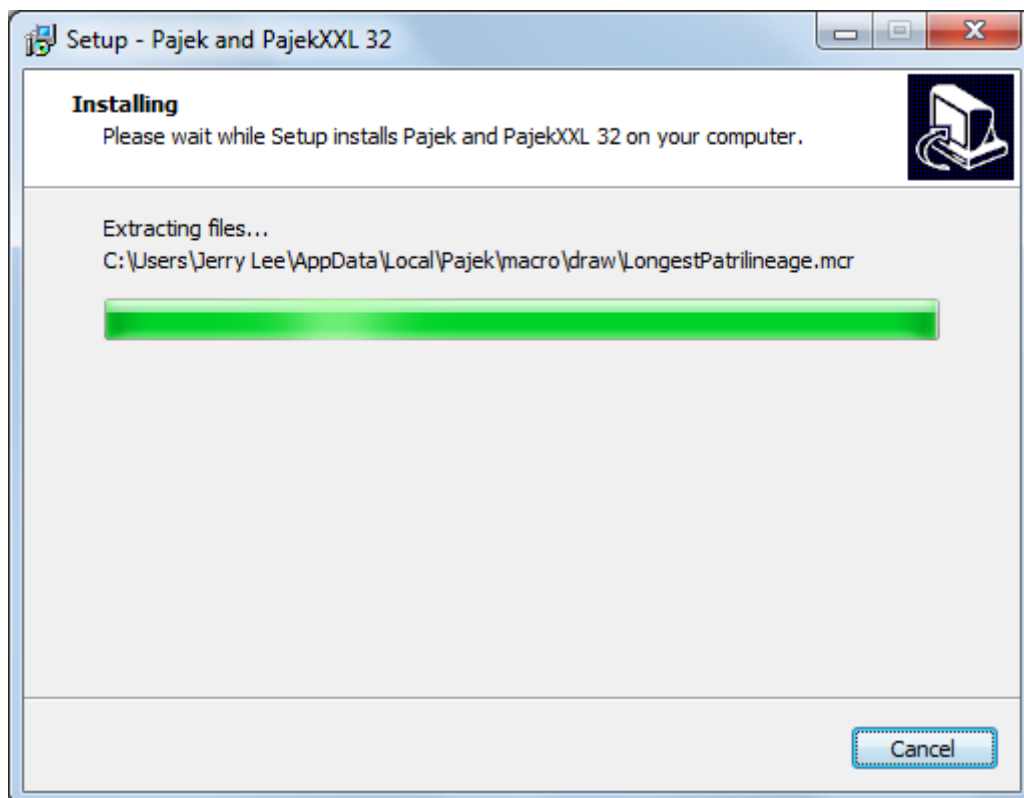 Setup - Pajek and PajekXXL 32
Installing
Please wait while Setup installs Pajek and PajekXXL 32 on your computer.
Extracting files...
C:\Users\Jerry Lee\AppData\Local\Pajek\macro\draw\LongestPatrilineage.mcr
Cancel